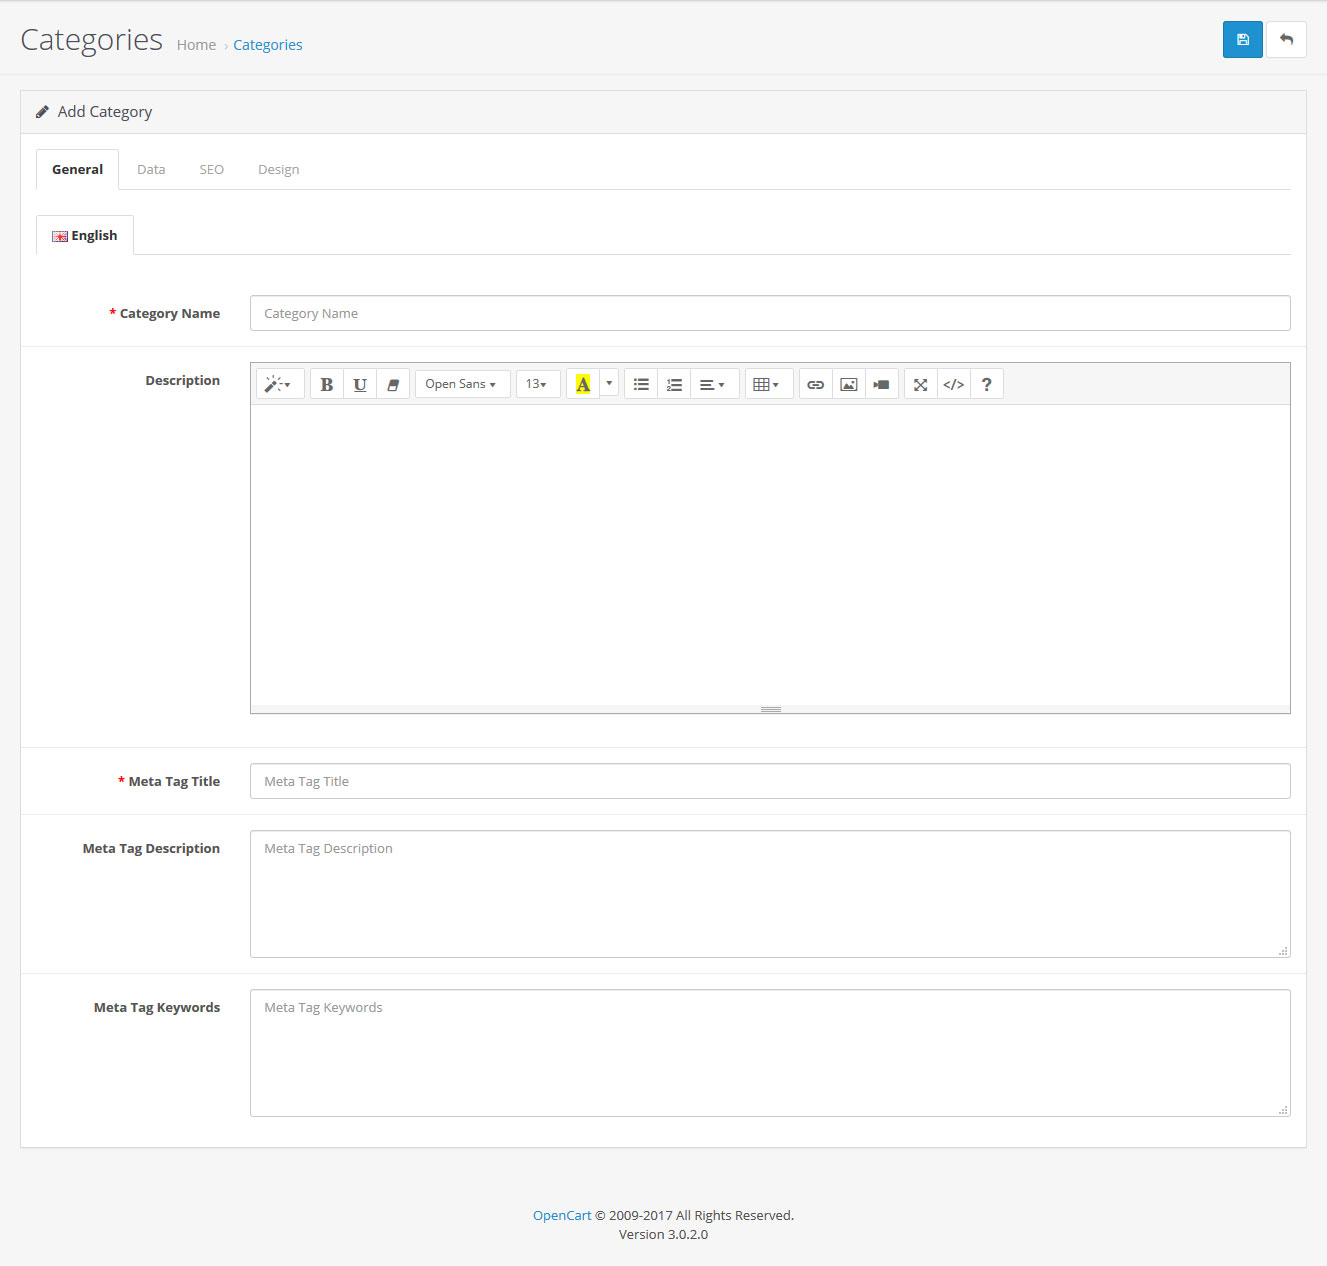 Categories Home › Categories
Add Category
General Data SEO Design
English
* Category Name Category Name
Description B U Open Sans 13 A </> ?
* Meta Tag Title Meta Tag Title
Meta Tag Description Meta Tag Description
Meta Tag Keywords Meta Tag Keywords
OpenCart © 2009-2017 All Rights Reserved.
Version 3.0.2.0